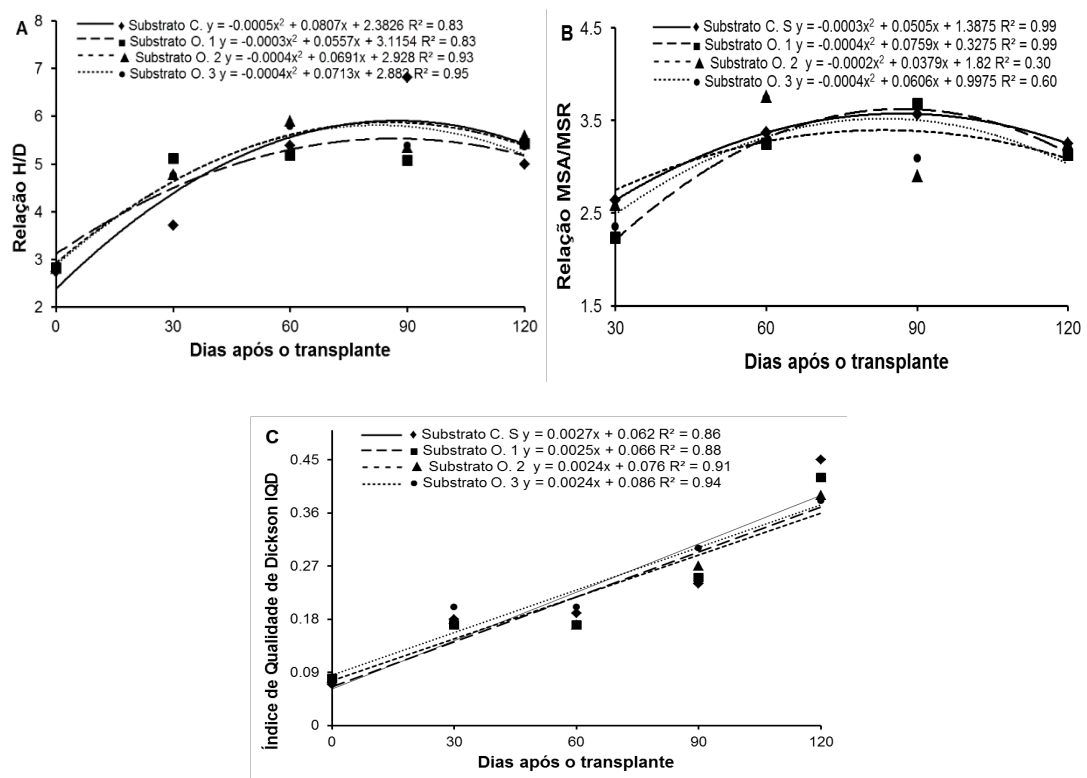 A
Substrato C. y = -0.0005x² + 0.0807x + 2.3826 R² = 0.83
Substrato O. 1 y = -0.0003x² + 0.0557x + 3.1154 R² = 0.83
Substrato O. 2 y = -0.0004x² + 0.0691x + 2.928 R² = 0.93
Substrato O. 3 y = -0.0004x² + 0.0713x + 2.883 R² = 0.95
Relação H/D
8
7
6
5
4
3
2
0 30 60 90 120
Dias após o transplante
B
Substrato C. S y = -0.0003x² + 0.0505x + 1.3875 R² = 0.99
Substrato O. 1 y = -0.0004x² + 0.0759x + 0.3275 R² = 0.99
Substrato O. 2 y = -0.0002x² + 0.0379x + 1.82 R² = 0.30
Substrato O. 3 y = -0.0004x² + 0.0606x + 0.9975 R² = 0.60
Relação MSA/MSR
4.5
3.5
2.5
1.5
30 60 90 120
Dias após o transplante
C
Substrato C. S y = 0.0027x + 0.062 R² = 0.86
Substrato O. 1 y = 0.0025x + 0.066 R² = 0.88
Substrato O. 2 y = 0.0024x + 0.076 R² = 0.91
Substrato O. 3 y = 0.0024x + 0.086 R² = 0.94
Índice de Qualidade de Dickson IQD
0.45
0.36
0.27
0.18
0.09
0
0 30 60 90 120
Dias após o transplante